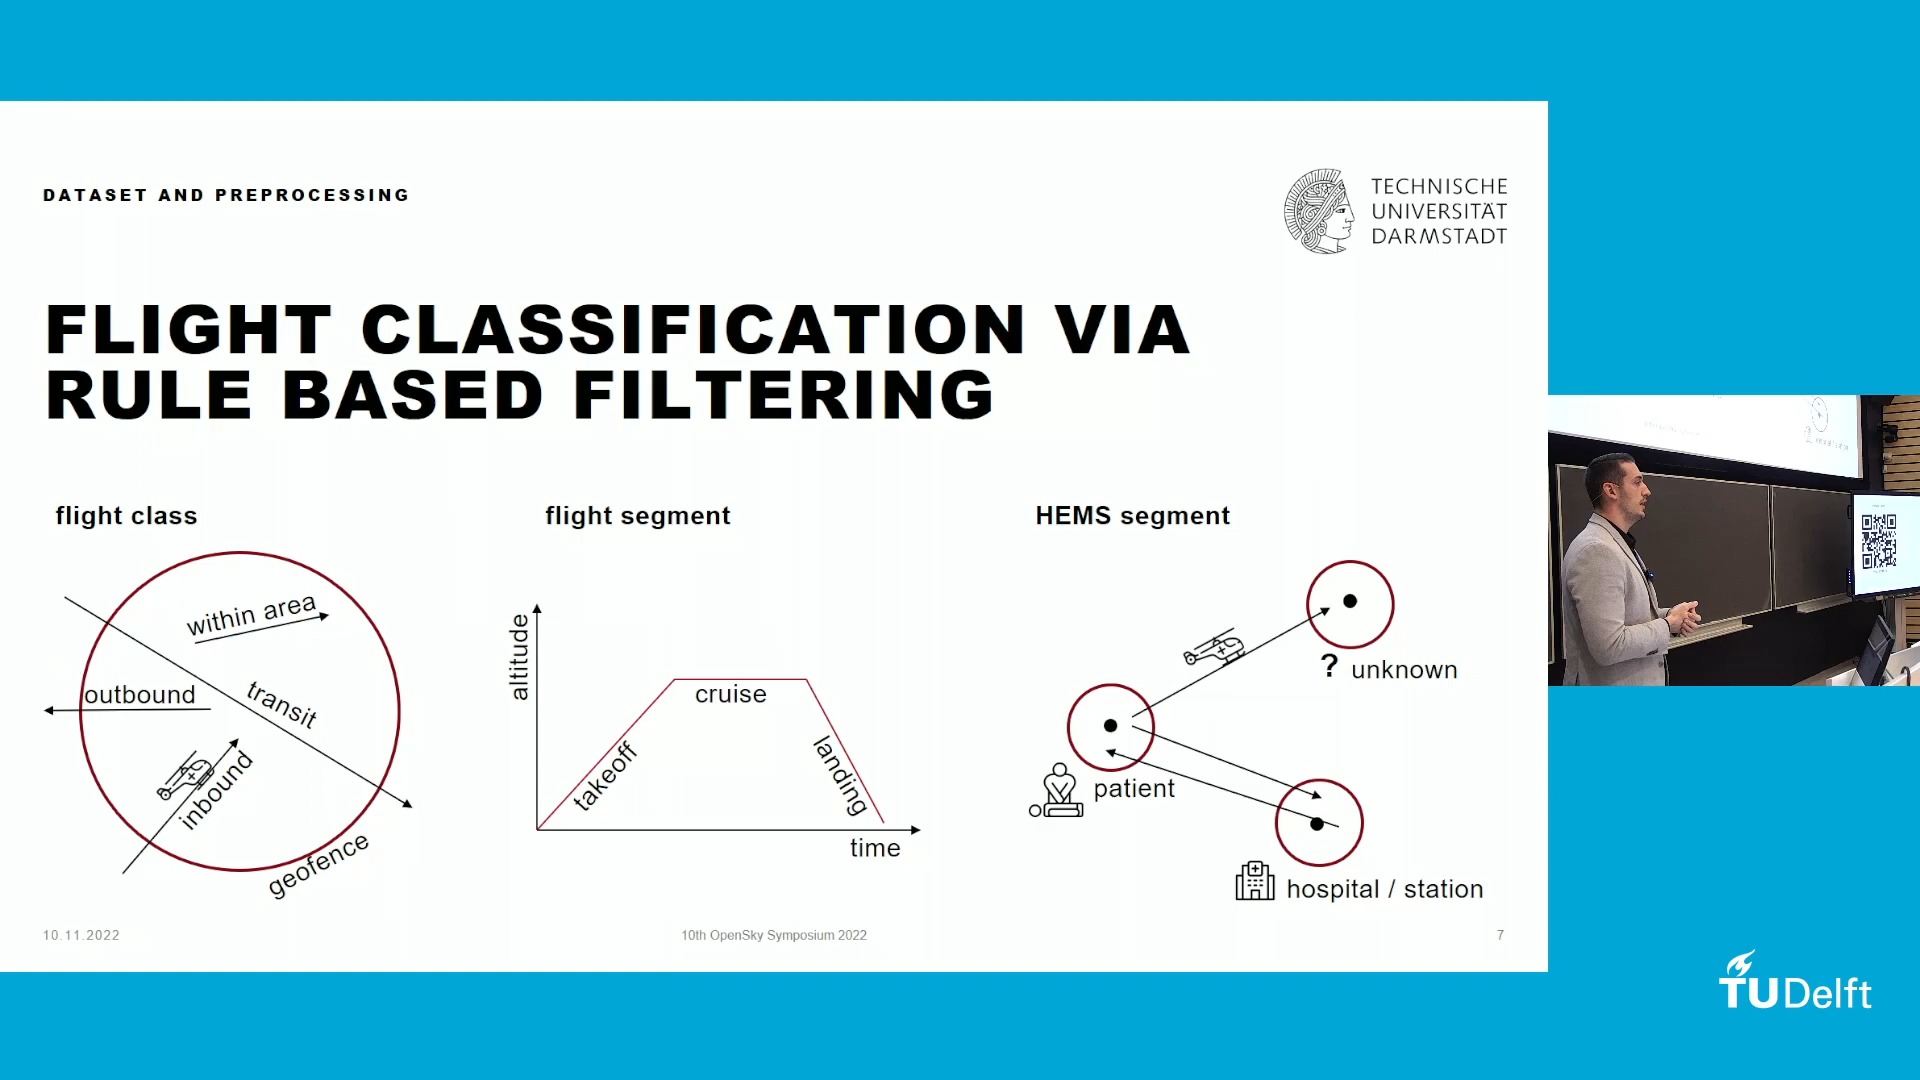 DATASET AND PREPROCESSING
TECHNISCHE
UNIVERSITÄT
DARMSTADT
FLIGHT CLASSIFICATION VIA
RULE BASED FILTERING
flight class
within area
outbound
transit
inbound
geofence
flight segment
altitude
cruise
takeoff
landing
time
HEMS segment
? unknown
patient
hospital / station
10.11.2022
10th OpenSky Symposium 2022
7
TUDelft